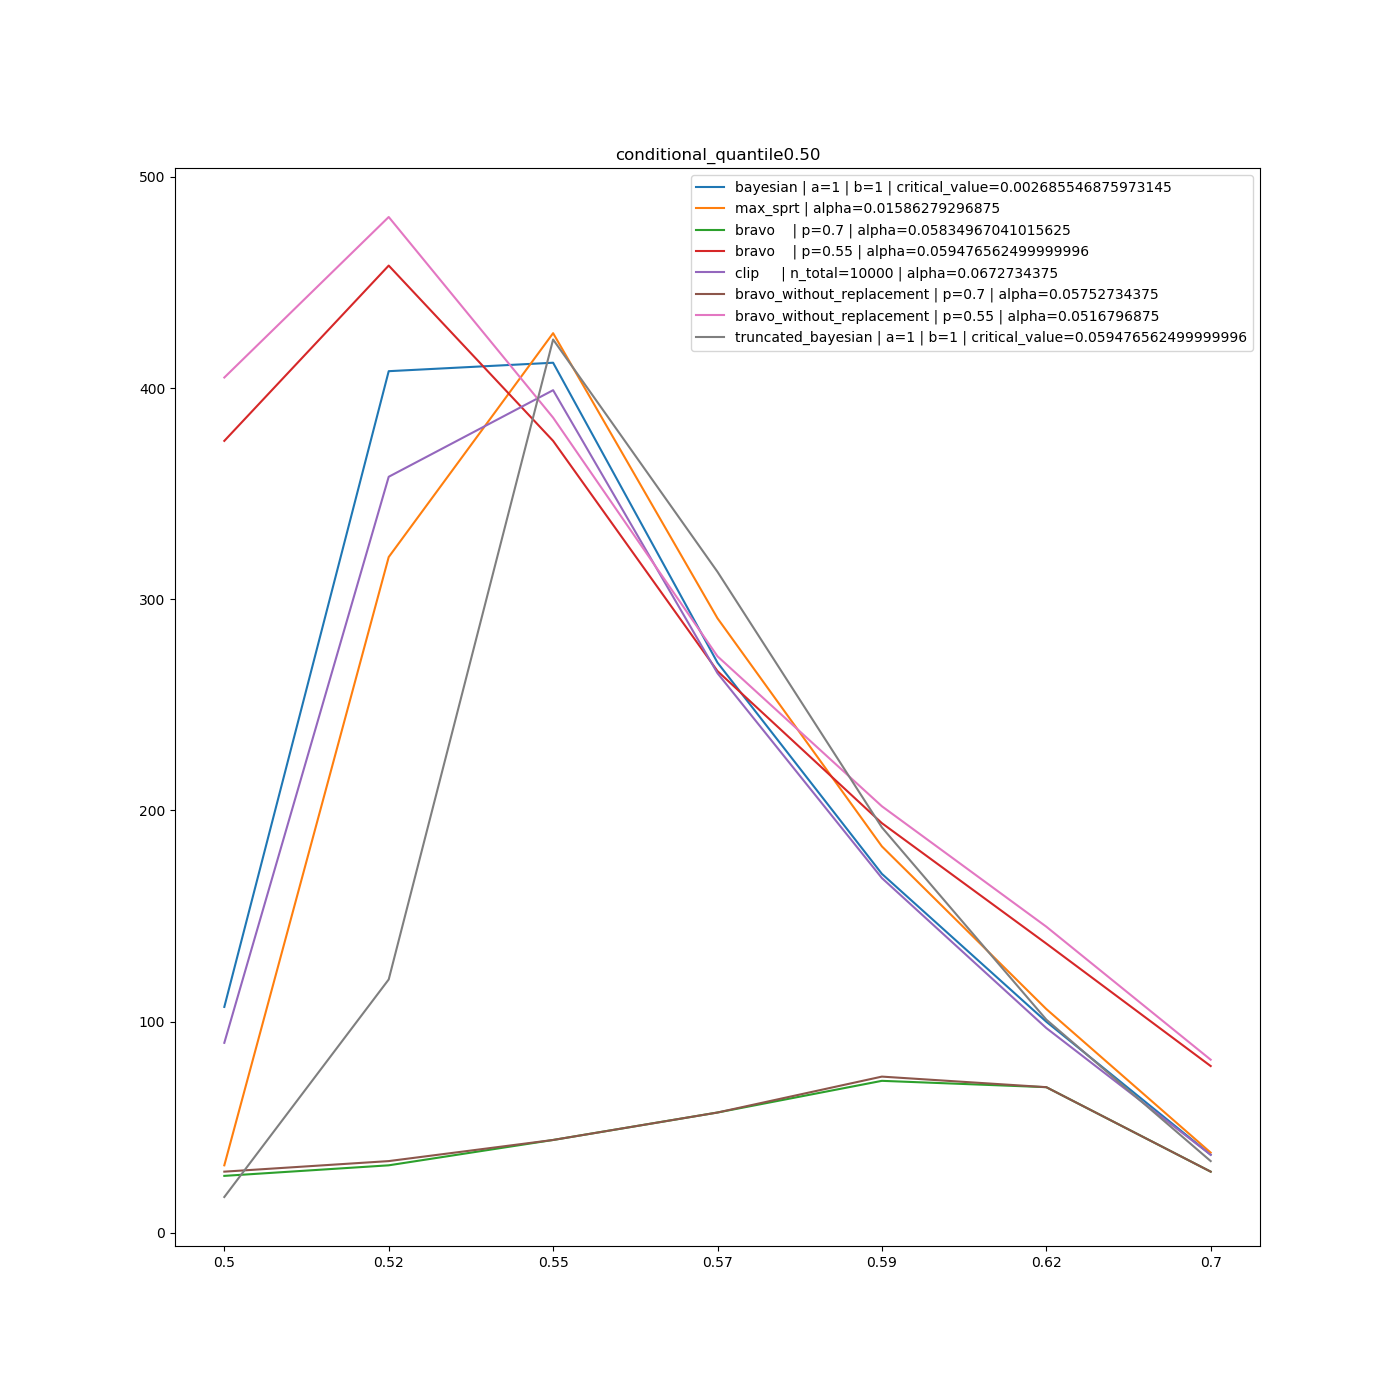 conditional_quantile0.50
500
400
300
200
100
0
bayesian | a=1 | b=1 | critical_value=0.002685546875973145
max_sprt | alpha=0.01586279296875
bravo    | p=0.7 | alpha=0.05834967041015625
bravo    | p=0.55 | alpha=0.059476562499999996
clip     | n_total=10000 | alpha=0.0672734375
bravo_without_replacement | p=0.7 | alpha=0.05752734375
bravo_without_replacement | p=0.55 | alpha=0.0516796875
truncated_bayesian | a=1 | b=1 | critical_value=0.059476562499999996
0.5 0.52 0.55 0.57 0.59 0.62 0.7